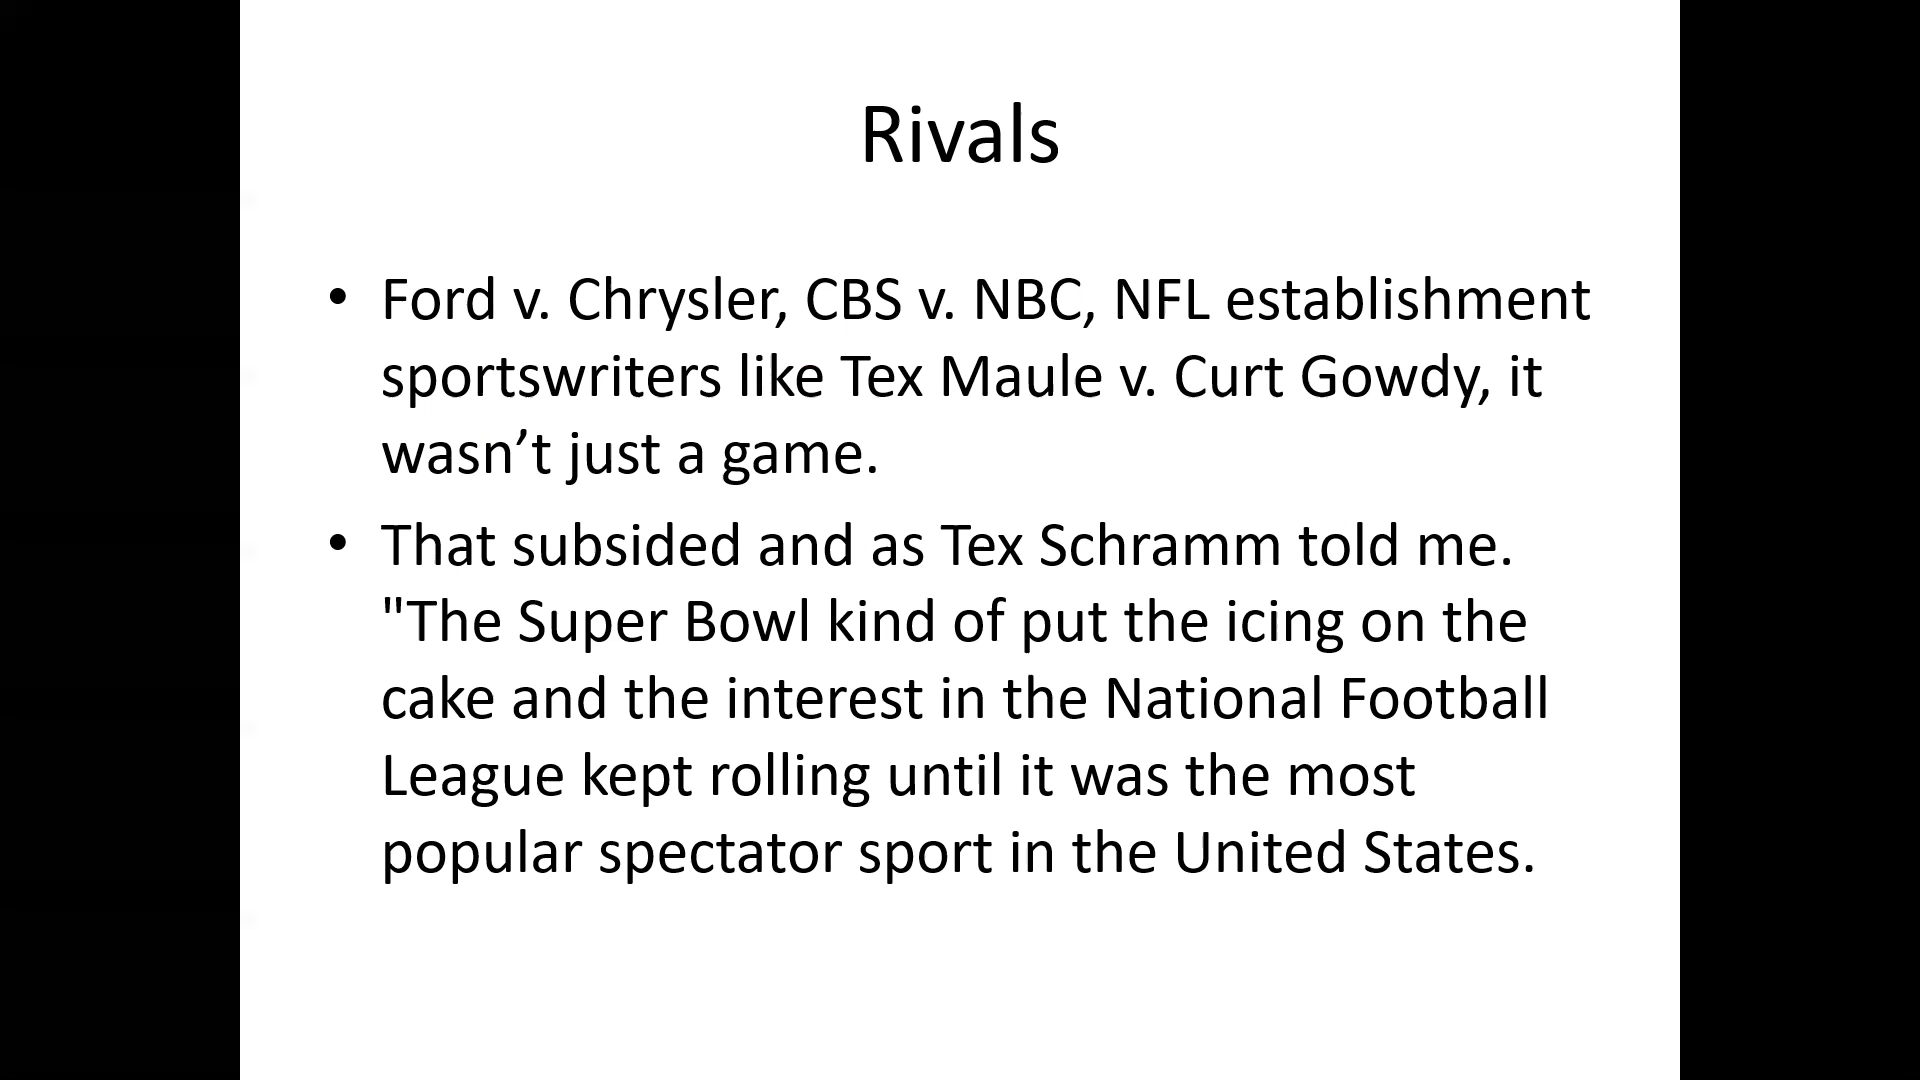 Rivals
• Ford v. Chrysler, CBS v. NBC, NFL establishment
sportswriters like Tex Maule v. Curt Gowdy, it
wasn’t just a game.
• That subsided and as Tex Schramm told me.
"The Super Bowl kind of put the icing on the
cake and the interest in the National Football
League kept rolling until it was the most
popular spectator sport in the United States.